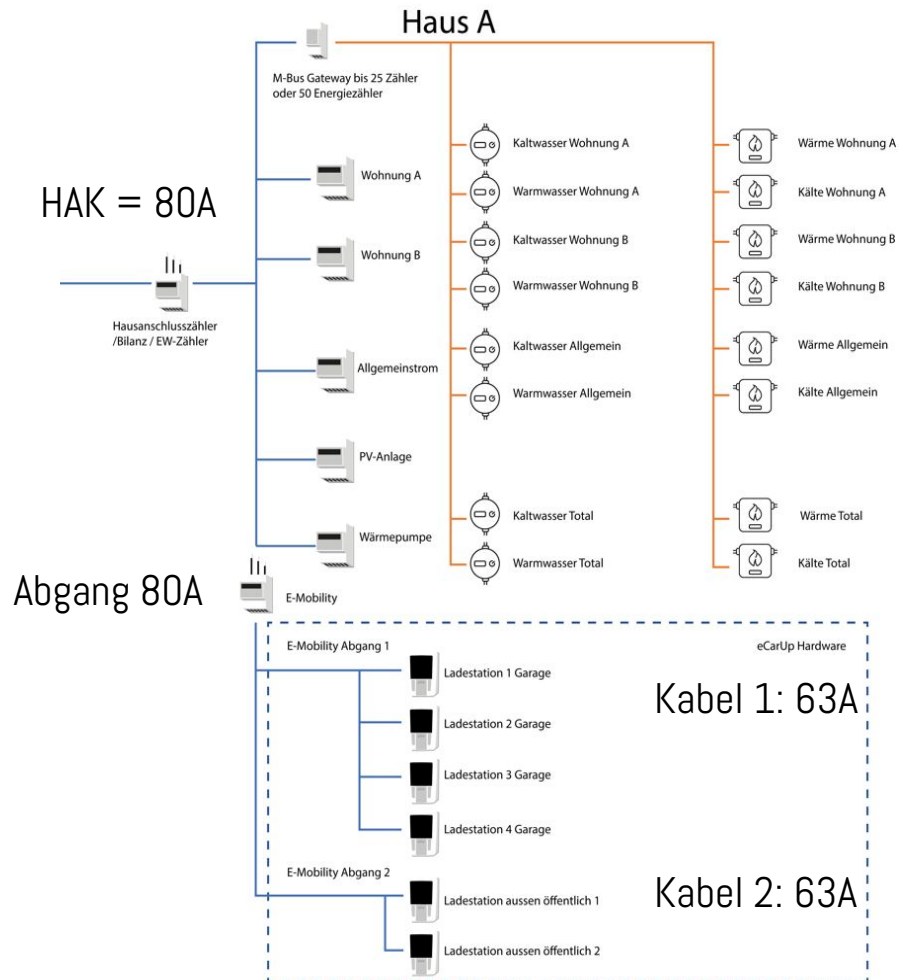 Haus A
M-Bus Gateway bis 25 Zähler
oder 50 Energiezähler
HAK = 80A
Hausanschlusszähler
/Bilanz / EW-Zähler
Wohnung A
Wohnung B
Allgemeinstrom
PV-Anlage
Wärmepumpe
Kaltwasser Wohnung A
Warmwasser Wohnung A
Kaltwasser Wohnung B
Warmwasser Wohnung B
Kaltwasser Allgemein
Warmwasser Allgemein
Kaltwasser Total
Warmwasser Total
Wärme Wohnung A
Kälte Wohnung A
Wärme Wohnung B
Kälte Wohnung B
Wärme Allgemein
Kälte Allgemein
Wärme Total
Kälte Total
Abgang 80A
E-Mobility
E-Mobility Abgang 1
eCarUp Hardware
Ladestation 1 Garage
Kabel 1: 63A
Ladestation 2 Garage
Ladestation 3 Garage
Ladestation 4 Garage
E-Mobility Abgang 2
Ladestation aussen öffentlich 1
Kabel 2: 63A
Ladestation aussen öffentlich 2